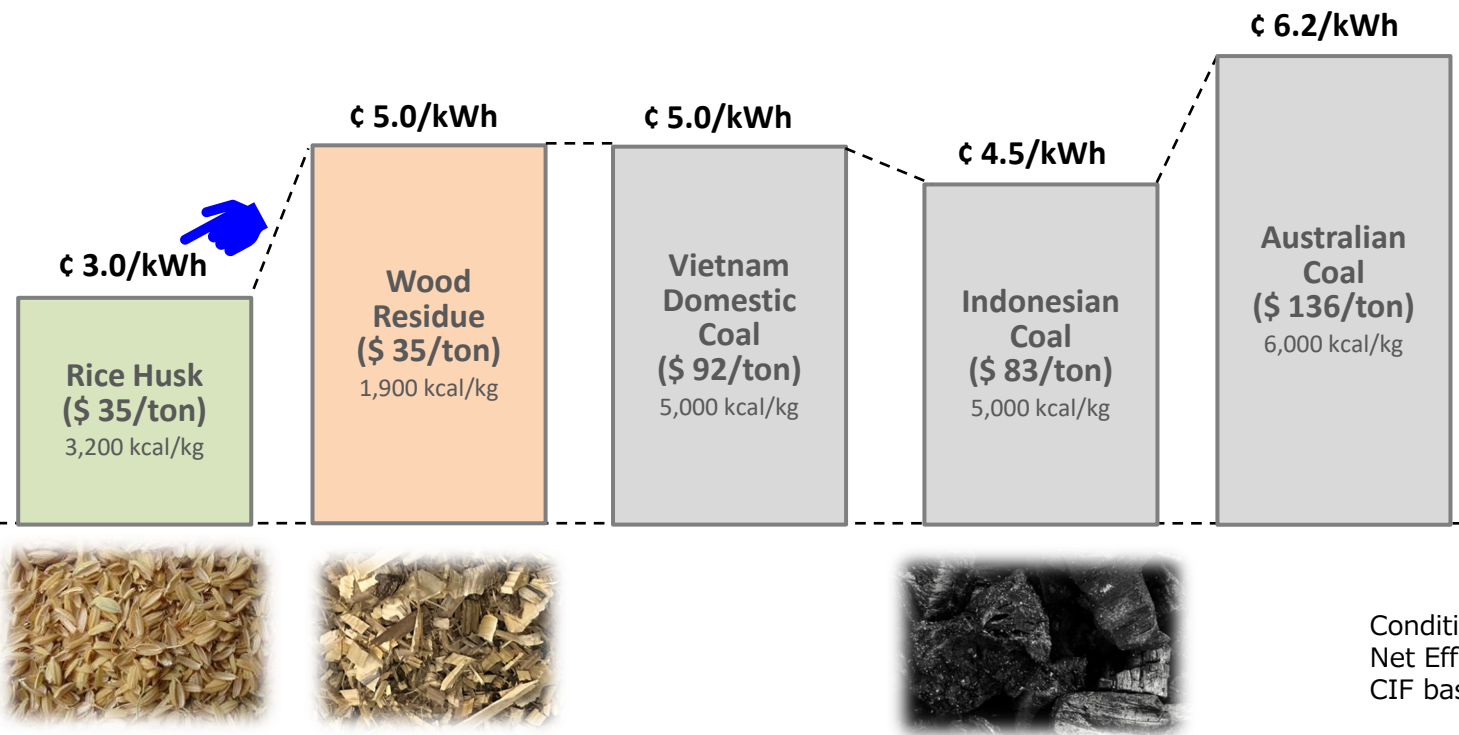 ¢ 3.0/kWh
Rice Husk
($ 35/ton)
3,200 kcal/kg
¢ 5.0/kWh
Wood
Residue
($ 35/ton)
1,900 kcal/kg
¢ 5.0/kWh
Vietnam
Domestic
Coal
($ 92/ton)
5,000 kcal/kg
¢ 4.5/kWh
Indonesian
Coal
($ 83/ton)
5,000 kcal/kg
¢ 6.2/kWh
Australian
Coal
($ 136/ton)
6,000 kcal/kg
Net
CIF